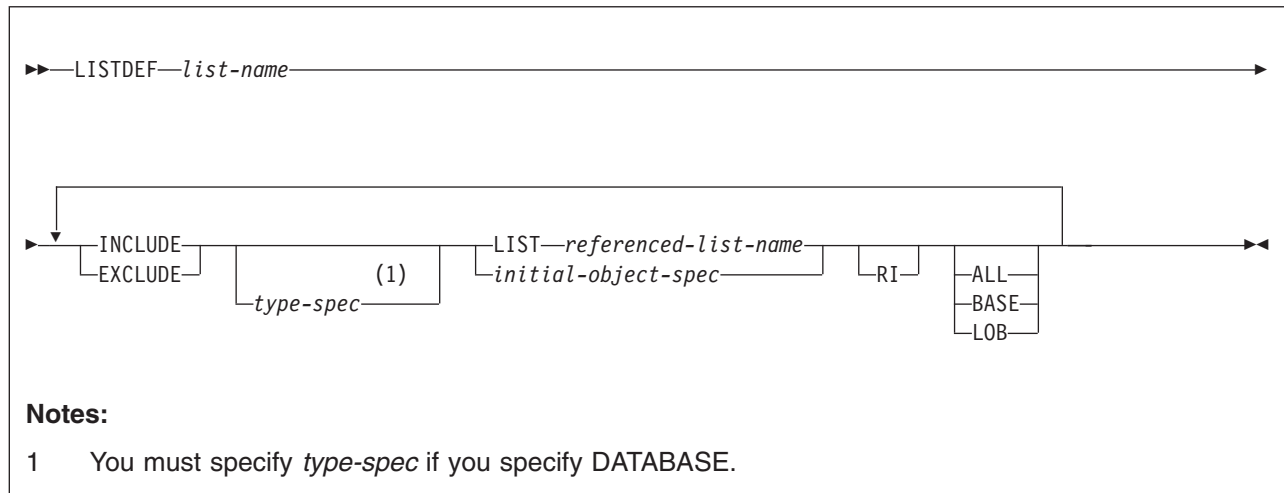 LISTDEF list-name
INCLUDE LIST referenced-list-name
EXCLUDE (1) initial-object-spec RI ALL
type-spec BASE
LOB
Notes:
1 You must specify type-spec if you specify DATABASE.